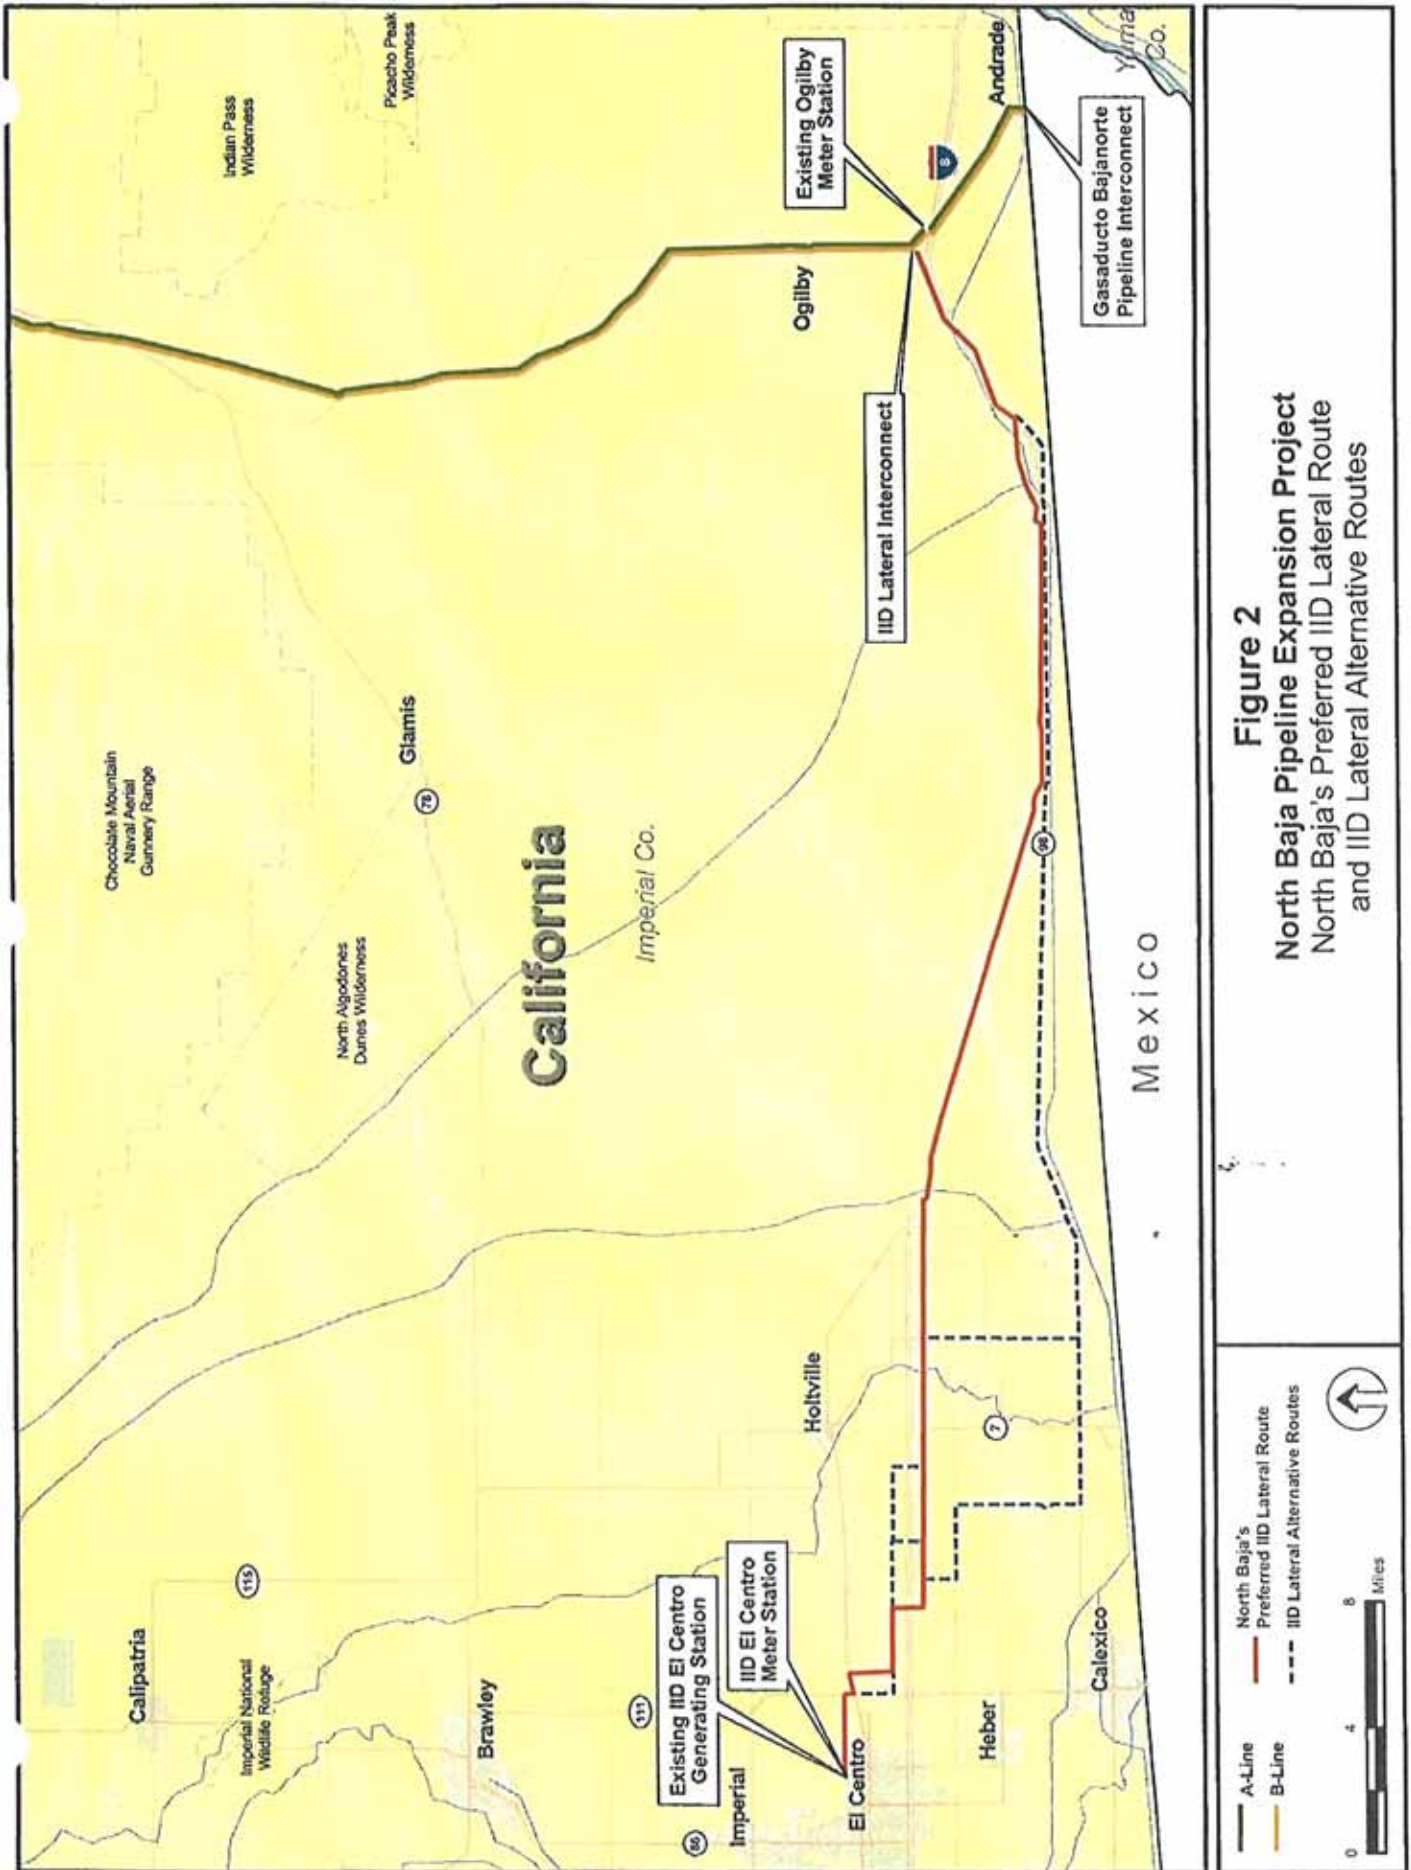 Indian Pass
Wilderness
Picacho Peak
Wilderness
Chocolate Mountain
Naval Aerial
Gunnery Range
Calipatria
115
Imperial National
Wildlife Refuge
North Algodones
Dunes Wilderness
Glamis
78
Brawley
California
Imperial Co.
111
86
Imperial
Existing IID El Centro
Generating Station
IID El Centro
Meter Station
El Centro
Holtville
Ogilby
Existing Ogilby
Meter Station
IID Lateral Interconnect
8
Andrade
Yuma
Co.
Gasaducto Bajanorte
Pipeline Interconnect
Heber
7
98
Calexico
Mexico
A-Line
B-Line
North Baja's
Preferred IID Lateral Route
IID Lateral Alternative Routes
0
4
8
Miles
Figure 2
North Baja Pipeline Expansion Project
North Baja's Preferred IID Lateral Route
and IID Lateral Alternative Routes